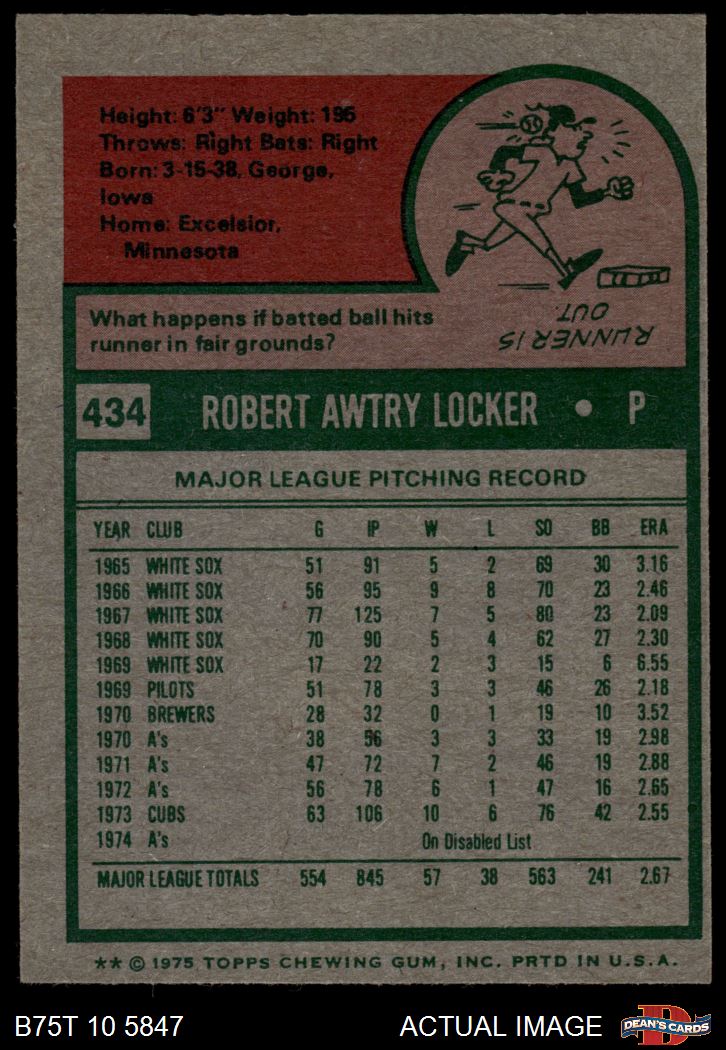 Height: 6'3" Weight: 195
Throws: Right Bats: Right
Born: 3-15-38, George,
Iowa
Home: Excelsior,
Minnesota
What happens if batted ball hits
runner in fair grounds?
RUNNER IS
OUT.
434 ROBERT AWTRY LOCKER • P
MAJOR LEAGUE PITCHING RECORD
YEAR CLUB G IP W L SO BB ERA
1965 WHITE SOX 51 91 5 2 69 30 3.16
1966 WHITE SOX 56 95 9 8 70 23 2.46
1967 WHITE SOX 77 125 7 5 80 23 2.09
1968 WHITE SOX 70 90 5 4 62 27 2.30
1969 WHITE SOX 17 22 2 3 15 6 6.55
1969 PILOTS 51 78 3 3 46 26 2.18
1970 BREWERS 28 32 0 1 19 10 3.52
1970 A's 38 56 3 3 33 19 2.98
1971 A's 47 72 7 2 46 19 2.88
1972 A's 56 78 6 1 47 16 2.65
1973 CUBS 63 106 10 6 76 42 2.55
1974 A's On Disabled List
MAJOR LEAGUE TOTALS 554 845 57 38 563 241 2.67
** © 1975 TOPPS CHEWING GUM, INC. PRTD IN U.S.A.
B75T 10 5847 ACTUAL IMAGE D DEAN'S CARDS